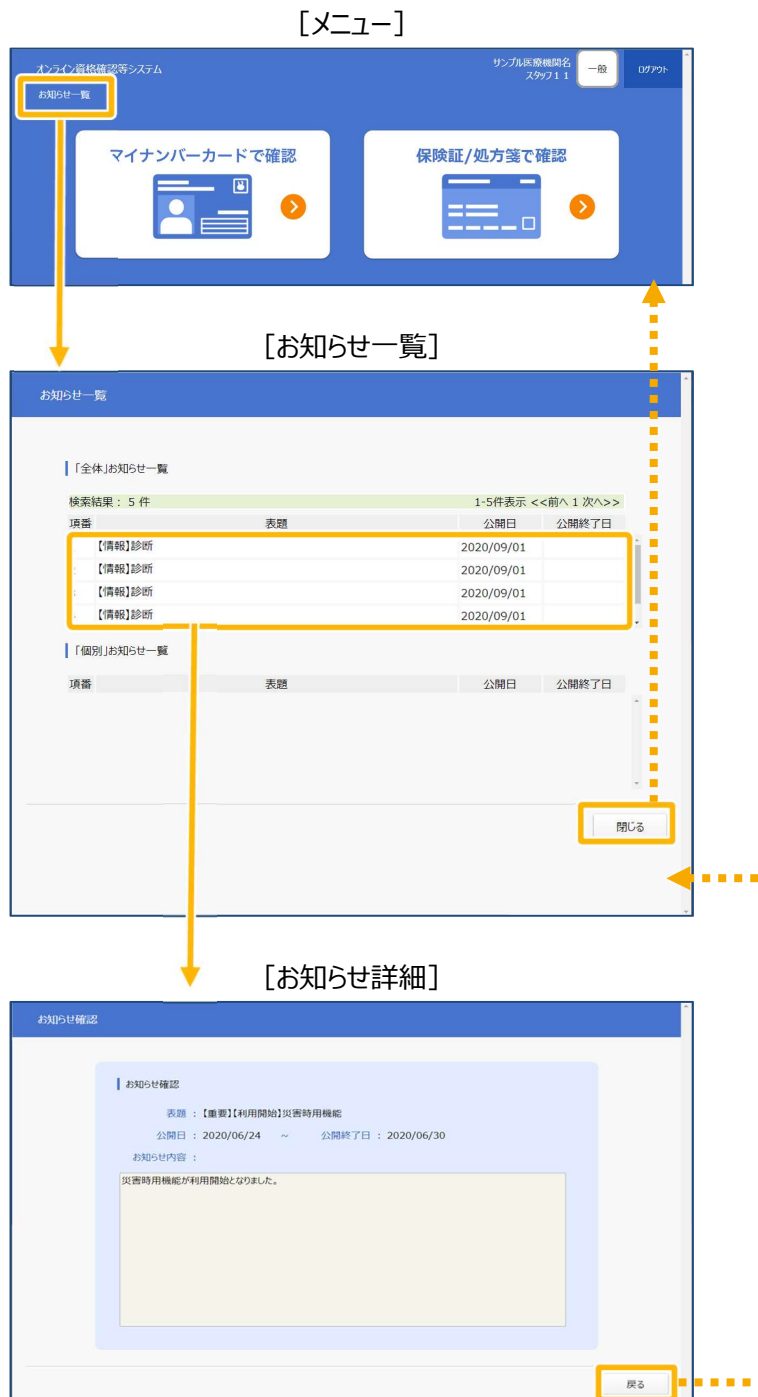 [メニュー]
オンライン資格確認等システム
サンプル医療機関名
スタッフ11
一般
ログアウト
お知らせ一覧
マイナンバーカードで確認
保険証/処方箋で確認
[お知らせ一覧]
お知らせ一覧
「全体」お知らせ一覧
検索結果： 5 件 1-5件表示 <<前へ 1 次へ>>
項番 表題 公開日 公開終了日
【情報】診断 2020/09/01
【情報】診断 2020/09/01
【情報】診断 2020/09/01
【情報】診断 2020/09/01
「個別」お知らせ一覧
項番 表題 公開日 公開終了日
閉じる
[お知らせ詳細]
お知らせ確認
お知らせ確認
表題 ：【重要】【利用開始】災害時用機能
公開日 ： 2020/06/24 ～ 公開終了日 ： 2020/06/30
お知らせ内容 ：
災害時用機能が利用開始となりました。
戻る